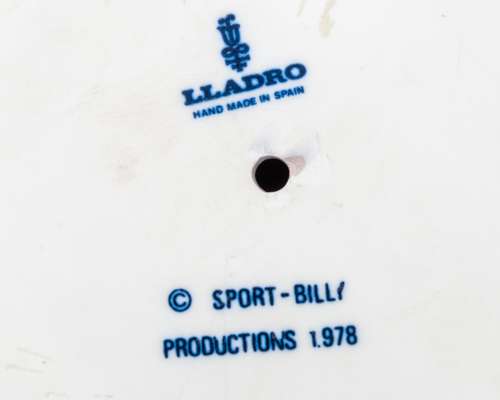 LLADRO
HAND MADE IN SPAIN
© SPORT-BILLY
PRODUCTIONS 1.978